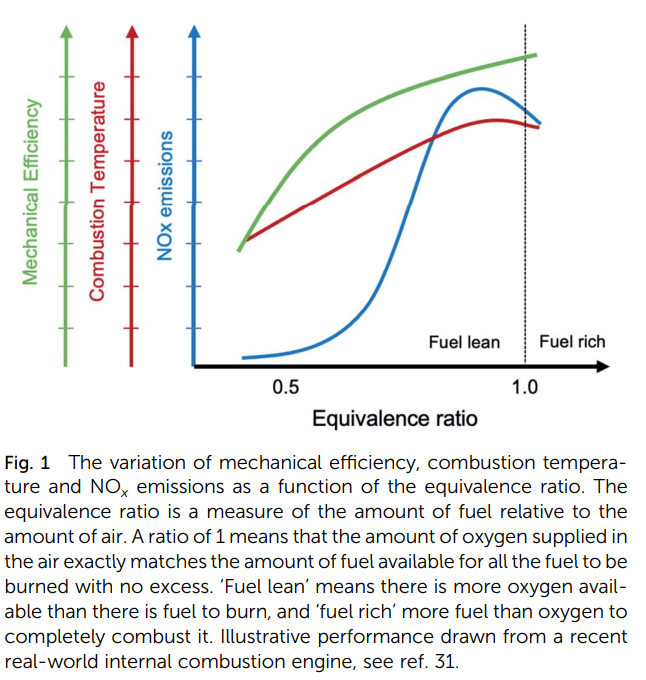 Mechanical Efficiency
Combustion Temperature
NOx emissions
Fuel lean
Fuel rich
0.5
1.0
Equivalence ratio
Fig. 1 The variation of mechanical efficiency, combustion tempera-
ture and NOx emissions as a function of the equivalence ratio. The
equivalence ratio is a measure of the amount of fuel relative to the
amount of air. A ratio of 1 means that the amount of oxygen supplied in
the air exactly matches the amount of fuel available for all the fuel to be
burned with no excess. ‘Fuel lean’ means there is more oxygen avail-
able than there is fuel to burn, and ‘fuel rich’ more fuel than oxygen to
completely combust it. Illustrative performance drawn from a recent
real-world internal combustion engine, see ref. 31.